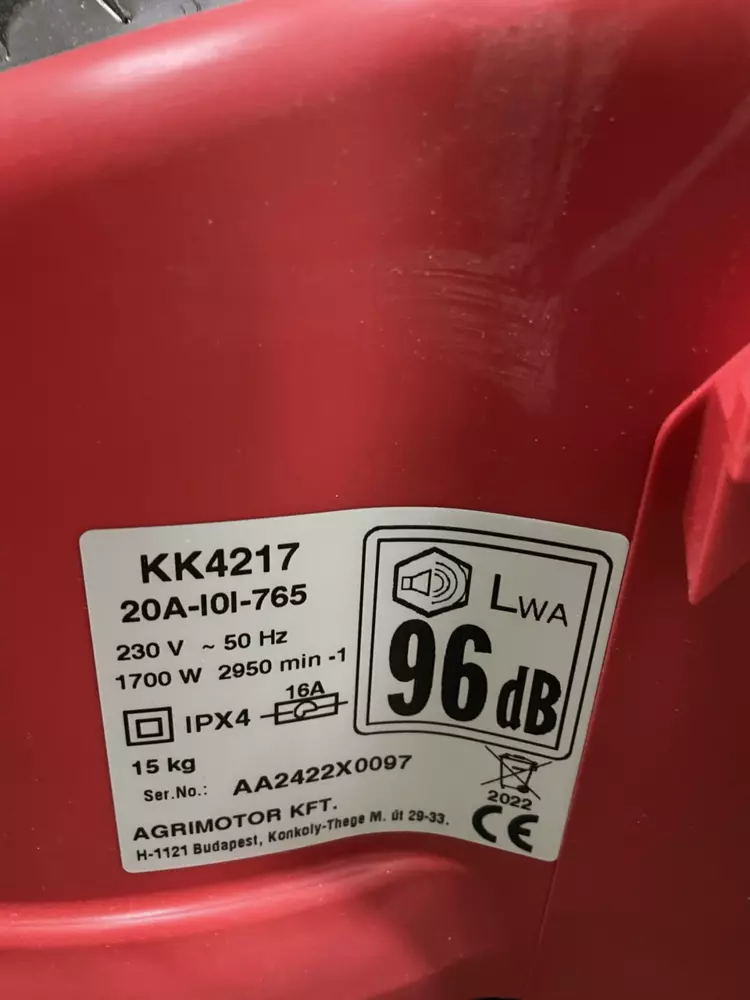 KK4217
20A-I0I-765
230 V ~ 50 Hz
1700 W 2950 min -1
IPX4 16A
15 kg
Ser.No.: AA2422X0097
AGRIMOTOR KFT.
H-1121 Budapest, Konkoly-Thege M. út 29-33.
LWA
96 dB
2022
CE